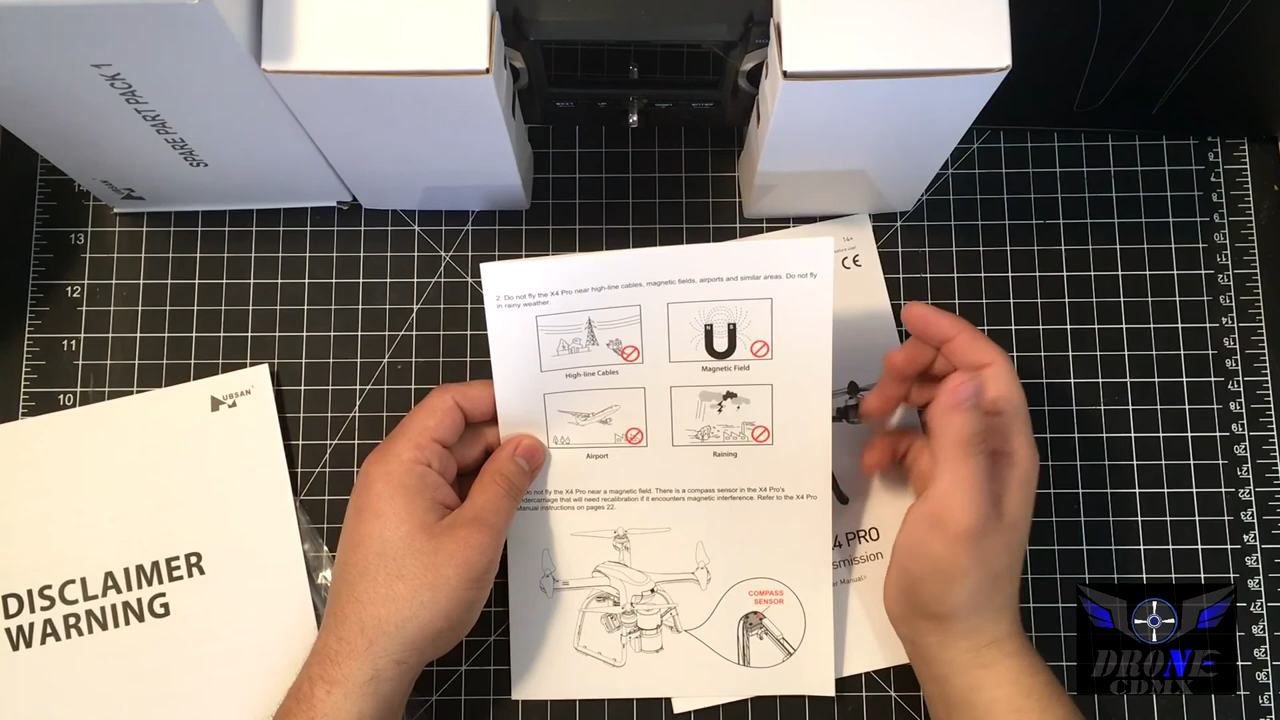 SPARE PART PACK 1
UBSAN
14+
CE
2. Do not fly the X4 Pro near high-line cables, magnetic fields, airports and similar areas. Do not fly
in rainy weather.
N S
High-line Cables
Magnetic Field
Airport
Raining
Do not fly the X4 Pro near a magnetic field. There is a compass sensor in the X4 Pro's
undercarriage that will need recalibration if it encounters magnetic interference. Refer to the X4 Pro
Manual instructions on pages 22.
COMPASS
SENSOR
UBSAN
DISCLAIMER
WARNING
X4 PRO
14
13
12
11
10
DRONE
CDMX